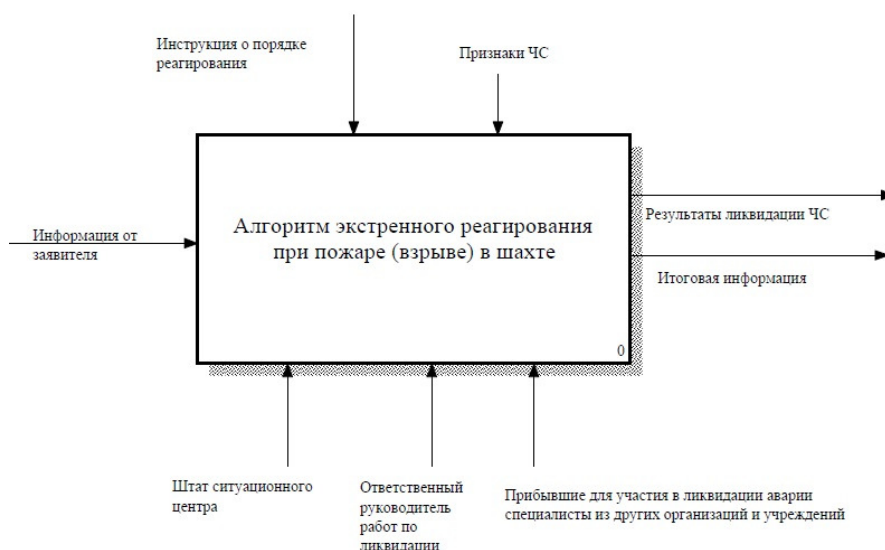 Инструкция о порядке
реагирования
Признаки ЧС
Алгоритм экстренного реагирования
при пожаре (взрыве) в шахте
Информация от
заявителя
Результаты ликвидации ЧС
Итоговая информация
0
Штат ситуационного
центра
Ответственный
руководитель
работ по
ликвидации
Прибывшие для участия в ликвидации аварии
специалисты из других организаций и учреждений